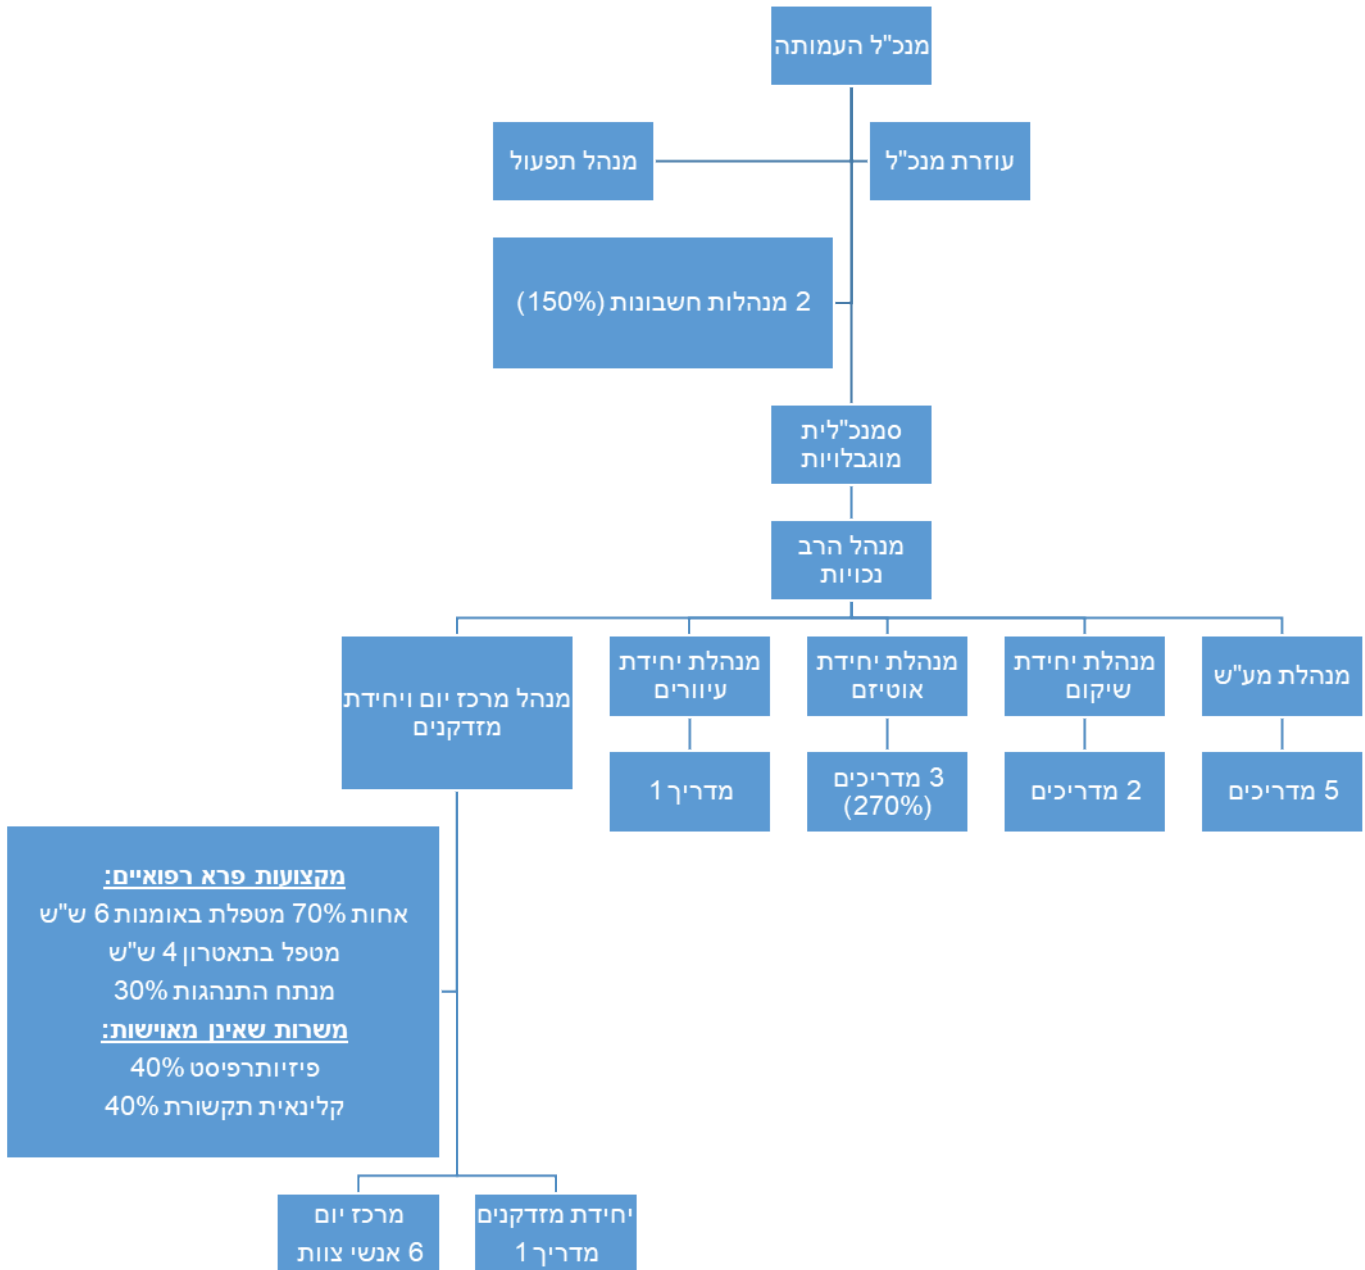 מנכ"ל העמותה
עוזרת מנכ"ל
מנהל תפעול
2 מנהלות חשבונות (150%)
סמנכ"לית
מוגבלויות
מנהל הרב
נכויות
מנהלת מע"ש
מנהלת יחידת
שיקום
מנהלת יחידת
אוטיזם
מנהלת יחידת
עיוורים
מנהל מרכז יום ויחידת
מזדקנים
5 מדריכים
2 מדריכים
3 מדריכים
(270%)
מדריך 1
מקצועות פרא רפואיים:
אחות 70% מטפלת באומנות 6 ש"ש
מטפל בתאטרון 4 ש"ש
מנתח התנהגות 30%
משרות שאינן מאוישות:
פיזיותרפיסט 40%
קלינאית תקשורת 40%
יחידת מזדקנים
מדריך 1
מרכז יום
6 אנשי צוות